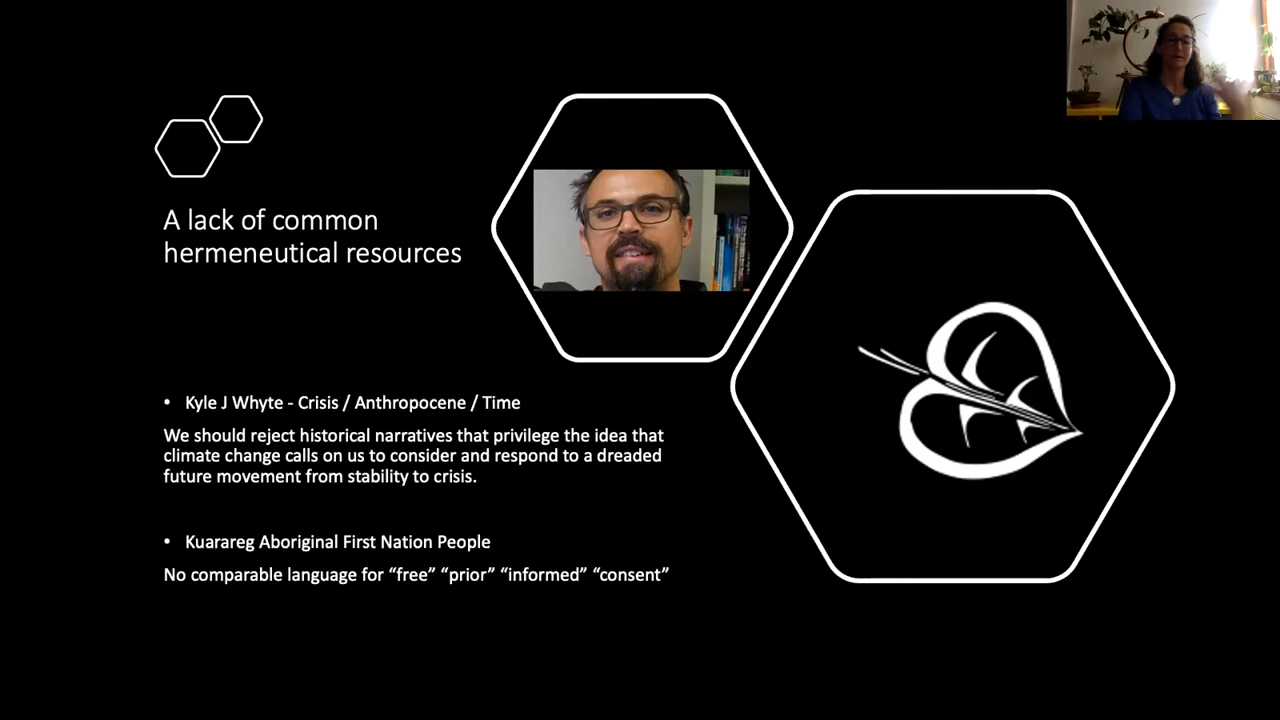 A lack of common
hermeneutical resources
• Kyle J Whyte - Crisis / Anthropocene / Time
We should reject historical narratives that privilege the idea that
climate change calls on us to consider and respond to a dreaded
future movement from stability to crisis.
• Kuarareg Aboriginal First Nation People
No comparable language for “free” “prior” “informed” “consent”